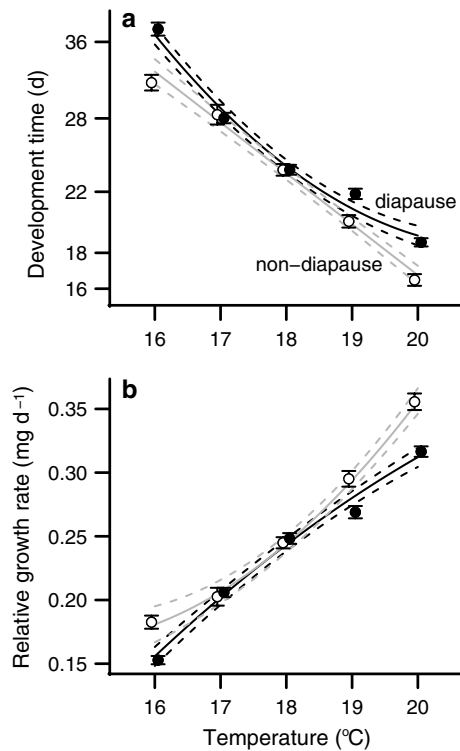 a
Development time (d)
36
28
22
18
16
diapause
non–diapause
16 17 18 19 20
b
Relative growth rate (mg d⁻¹)
0.35
0.30
0.25
0.20
0.15
16 17 18 19 20
Temperature (ºC)